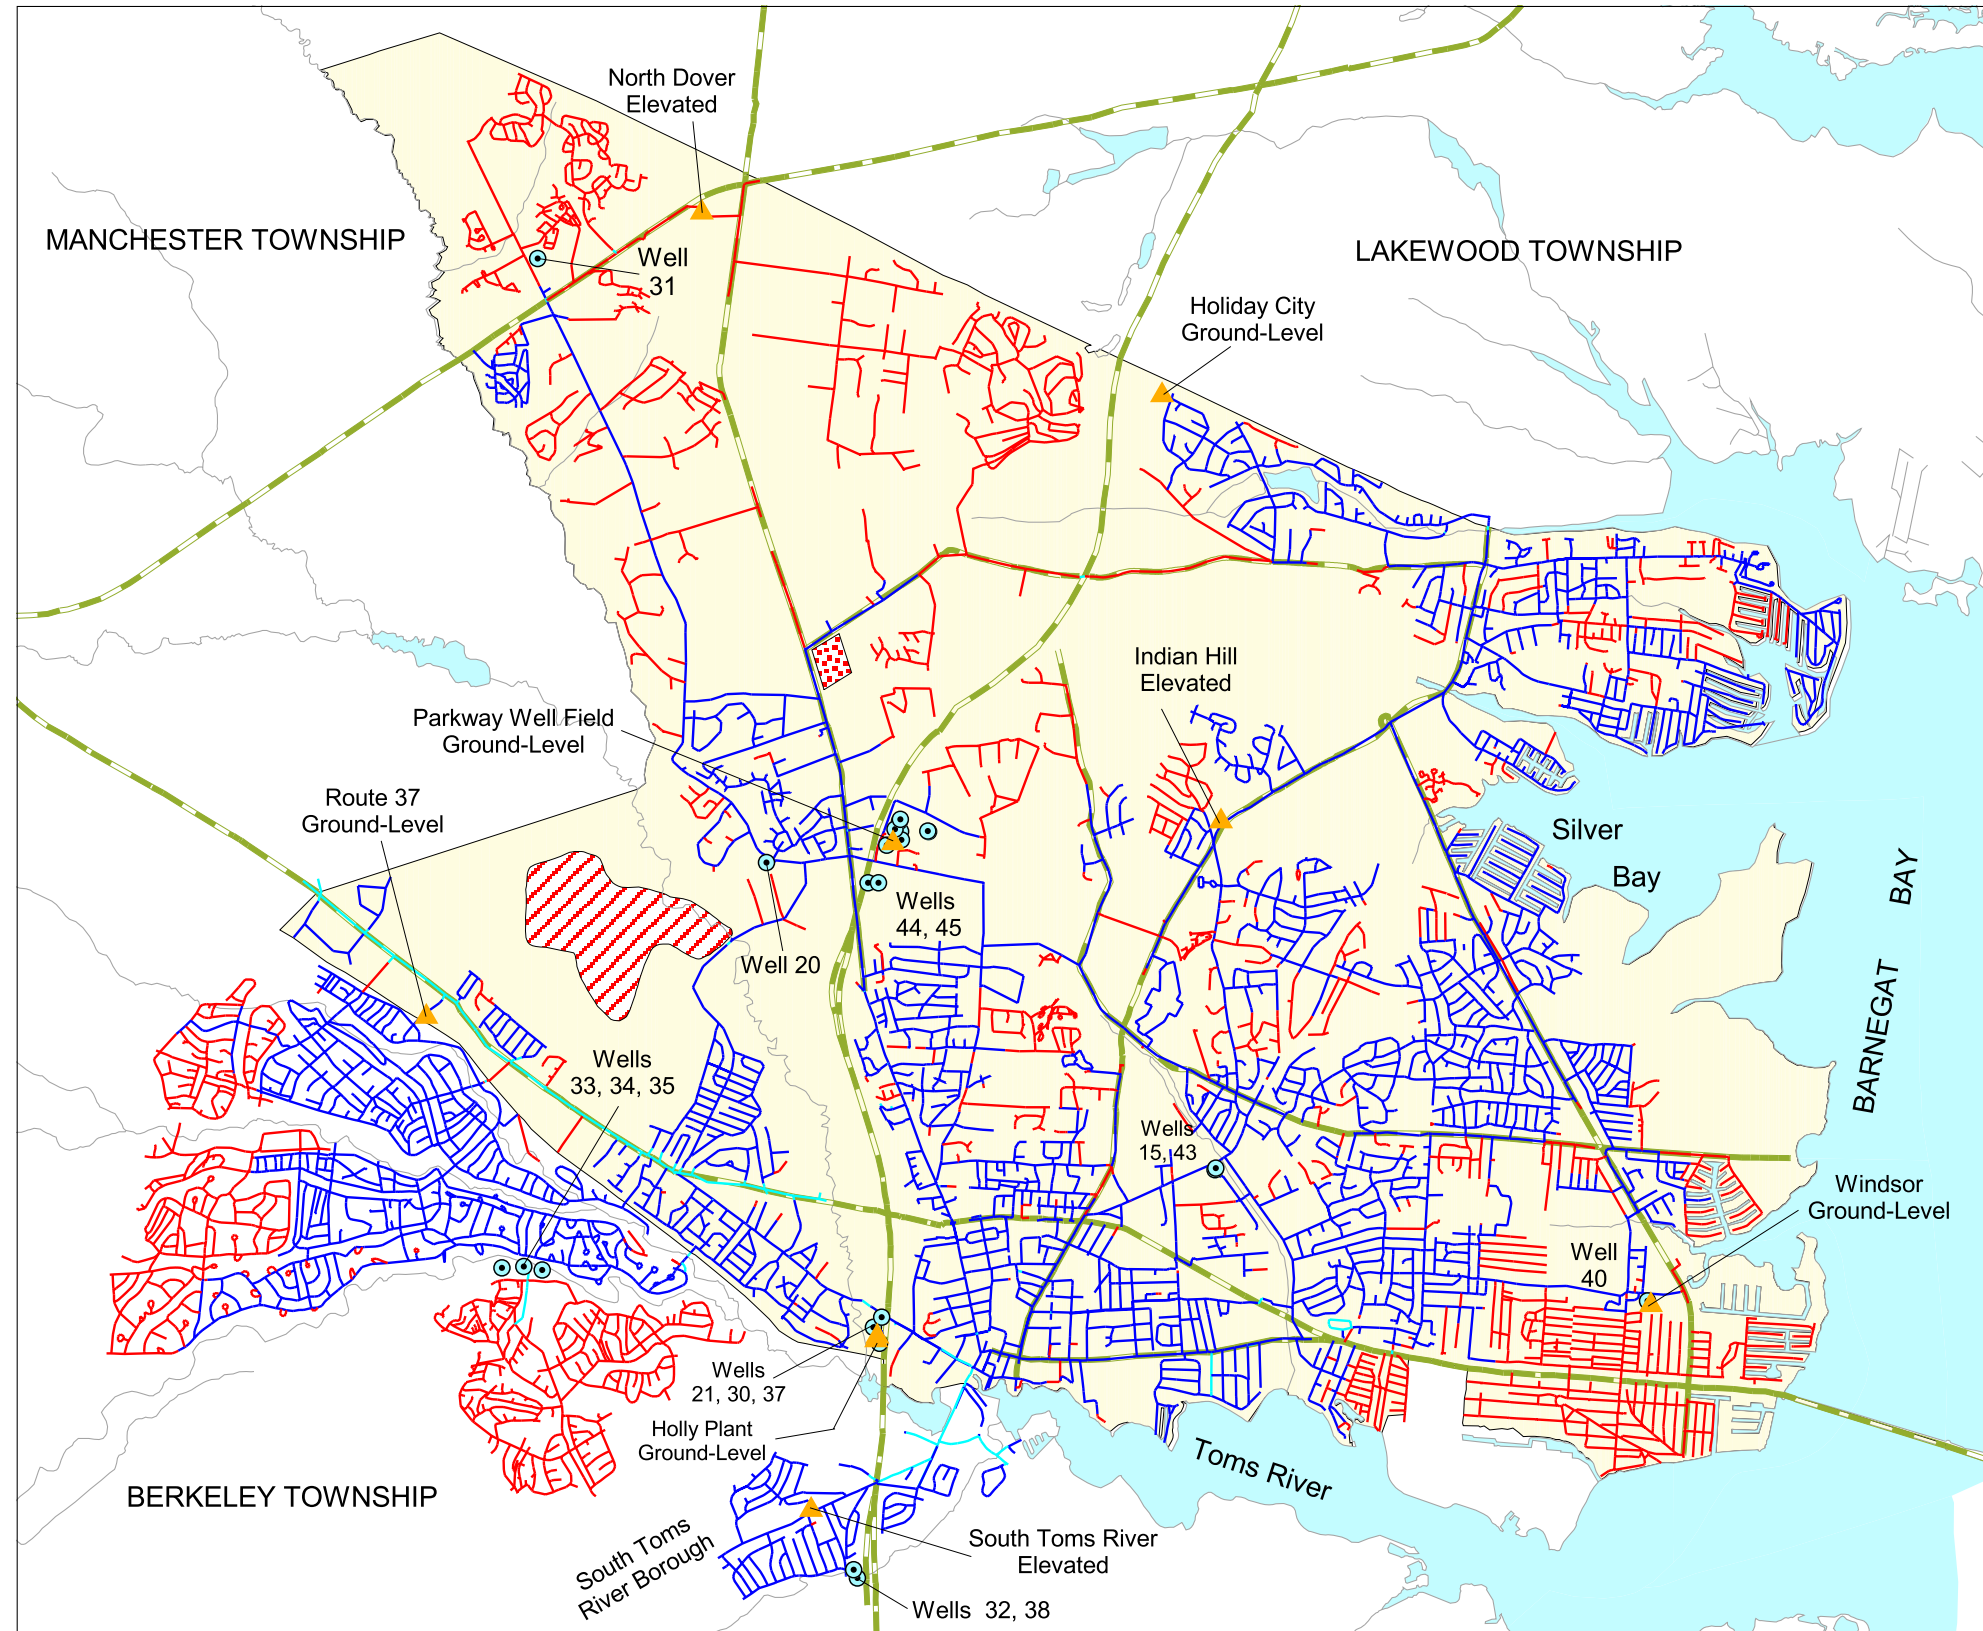 North Dover
Elevated
MANCHESTER TOWNSHIP
LAKEWOOD TOWNSHIP
Well
31
Holiday City
Ground-Level
Indian Hill
Elevated
Parkway Well Field
Ground-Level
Route 37
Ground-Level
Silver
Bay
BARNEGAT BAY
Wells
44, 45
Well 20
Wells
33, 34, 35
Wells
15, 43
Windsor
Ground-Level
Well
40
Wells
21, 30, 37
Holly Plant
Ground-Level
Toms River
BERKELEY TOWNSHIP
South Toms
River Borough
South Toms River
Elevated
Wells 32, 38